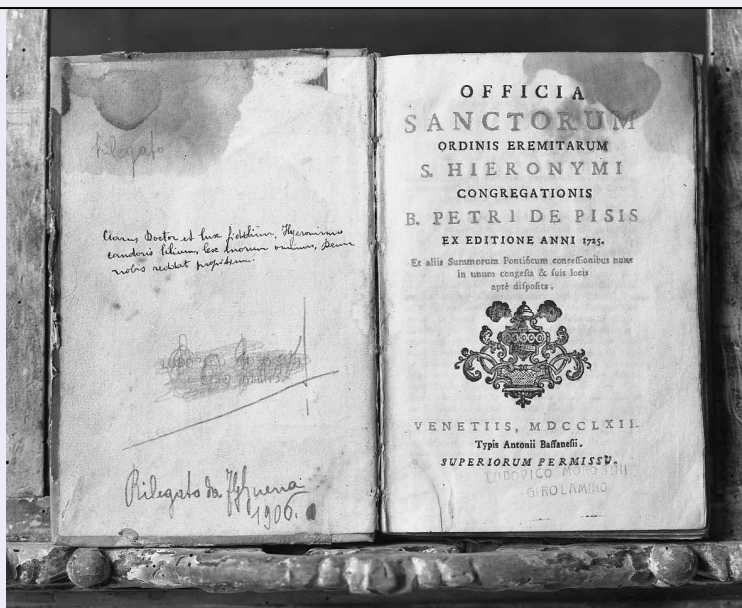 Rilegato
Clarus Doctor et lux fidelium, Hyeronimus
candoris lilium, lex morum omnium, Deum
nobis reddat propitium.
Rilegato da
1906.
OFFICIA
SANCTORUM
ORDINIS EREMITARUM
S. HIERONYMI
CONGREGATIONIS
B. PETRI DE PISIS
EX EDITIONE ANNI 1725.
Et aliis Summorum Pontificum concessionibus nunc
in unum congesta & suis locis
aptè disposita.
VENETIIS, MDCCLXII.
Typis Antonii Bassanesii.
SUPERIORUM PERMISSU.
LUDOVICO
GIROLAMINO